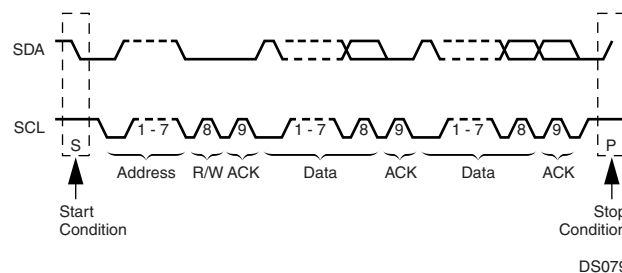 SDA
SCL
1 - 7 8 9 1 - 7 8 9 1 - 7 8 9
S P
Address R/W ACK Data ACK Data ACK
Start
Condition
Stop
Condition
DS079